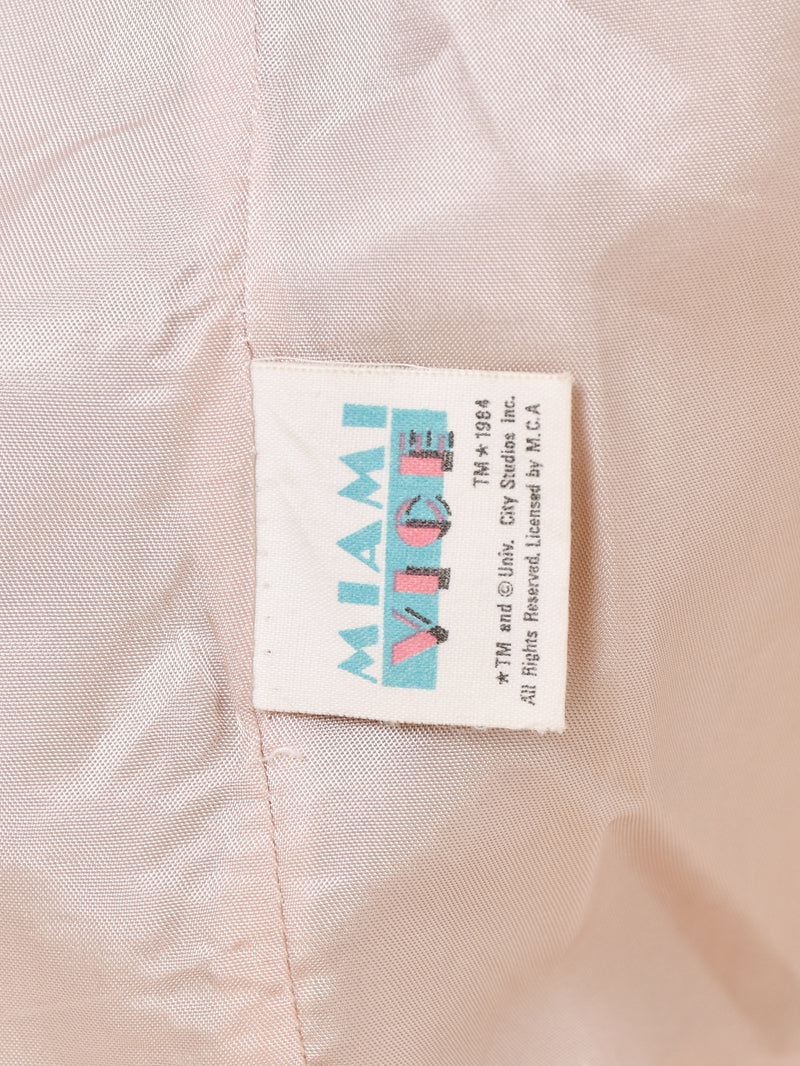 MIAMI
VICE
TM★1984
★TM and ©Univ. City Studios Inc.
All Rights Reserved. Licensed by M.C.A